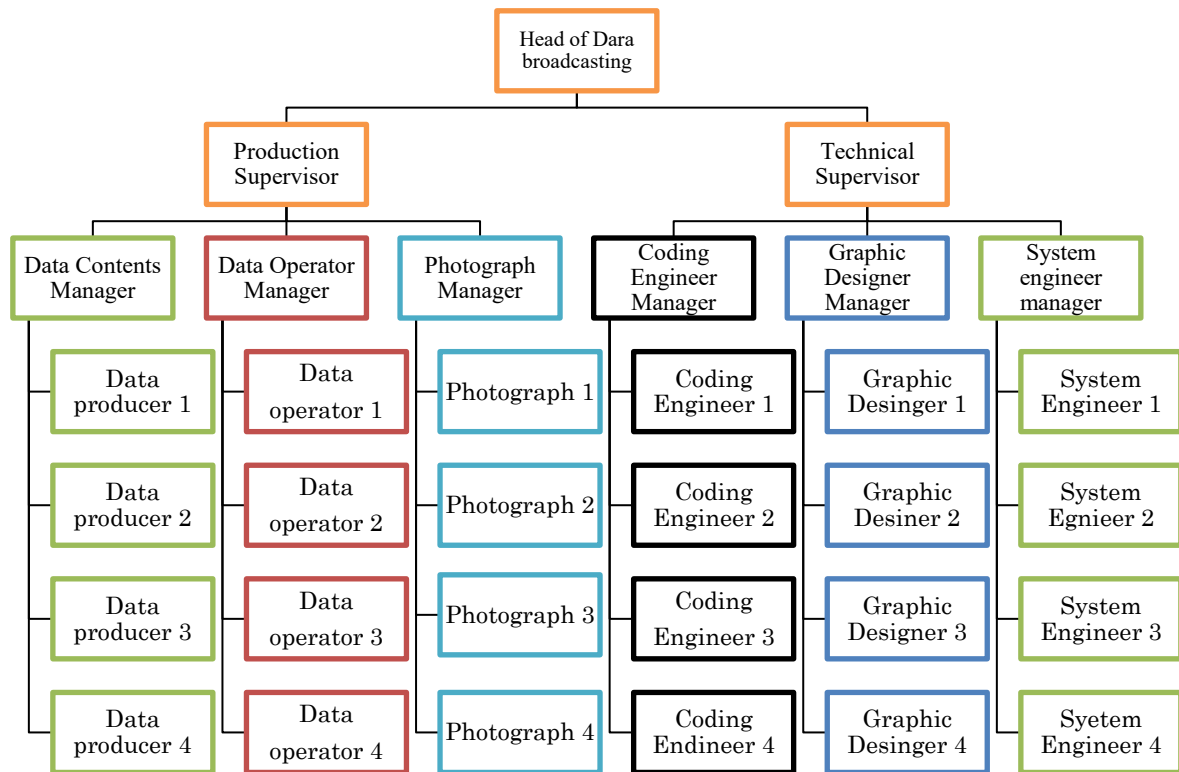 Head of Dara
broadcasting
Production
Supervisor
Technical
Supervisor
Data Contents
Manager
Data Operator
Manager
Photograph
Manager
Coding
Engineer
Manager
Graphic
Designer
Manager
System
engineer
manager
Data
producer 1
Data
operator 1
Photograph 1
Coding
Engineer 1
Graphic
Desinger 1
System
Engineer 1
Data
producer 2
Data
operator 2
Photograph 2
Coding
Engineer 2
Graphic
Desiner 2
System
Egnieer 2
Data
producer 3
Data
operator 3
Photograph 3
Coding
Engineer 3
Graphic
Designer 3
System
Engineer 3
Data
producer 4
Data
operator 4
Photograph 4
Coding
Endineer 4
Graphic
Desinger 4
Syetem
Engineer 4